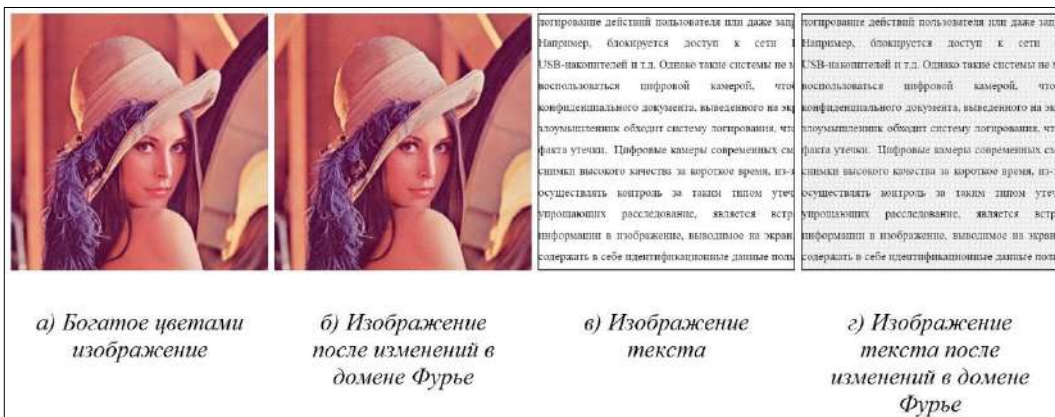 логирование действий пользователя или даже зап
Например, блокируется доступ к сети
USB-накопителей и т.д. Однако такие системы не
воспользоваться цифровой камерой, что
конфиденциального документа, выведенного на эк
злоумышленник обходит систему логирования, чт
факта утечки. Цифровые камеры современных см
снимки высокого качества за короткое время, из-
осуществлять контроль за таким типом утеч
упрощающих расследование, является встр
информации в изображение, выводимое на экран
содержать в себе идентификационные данные поль
логирование действий пользователя или даже зап
Например, блокируется доступ к сети
USB-накопителей и т.д. Однако такие системы не
воспользоваться цифровой камерой, что
конфиденциального документа, выведенного на эк
злоумышленник обходит систему логирования, чт
факта утечки. Цифровые камеры современных см
снимки высокого качества за короткое время, из-
осуществлять контроль за таким типом утеч
упрощающих расследование, является встр
информации в изображение, выводимое на экран
содержать в себе идентификационные данные поль
а) Богатое цветами
изображение
б) Изображение
после изменений в
домене Фурье
в) Изображение
текста
г) Изображение
текста после
изменений в домене
Фурье